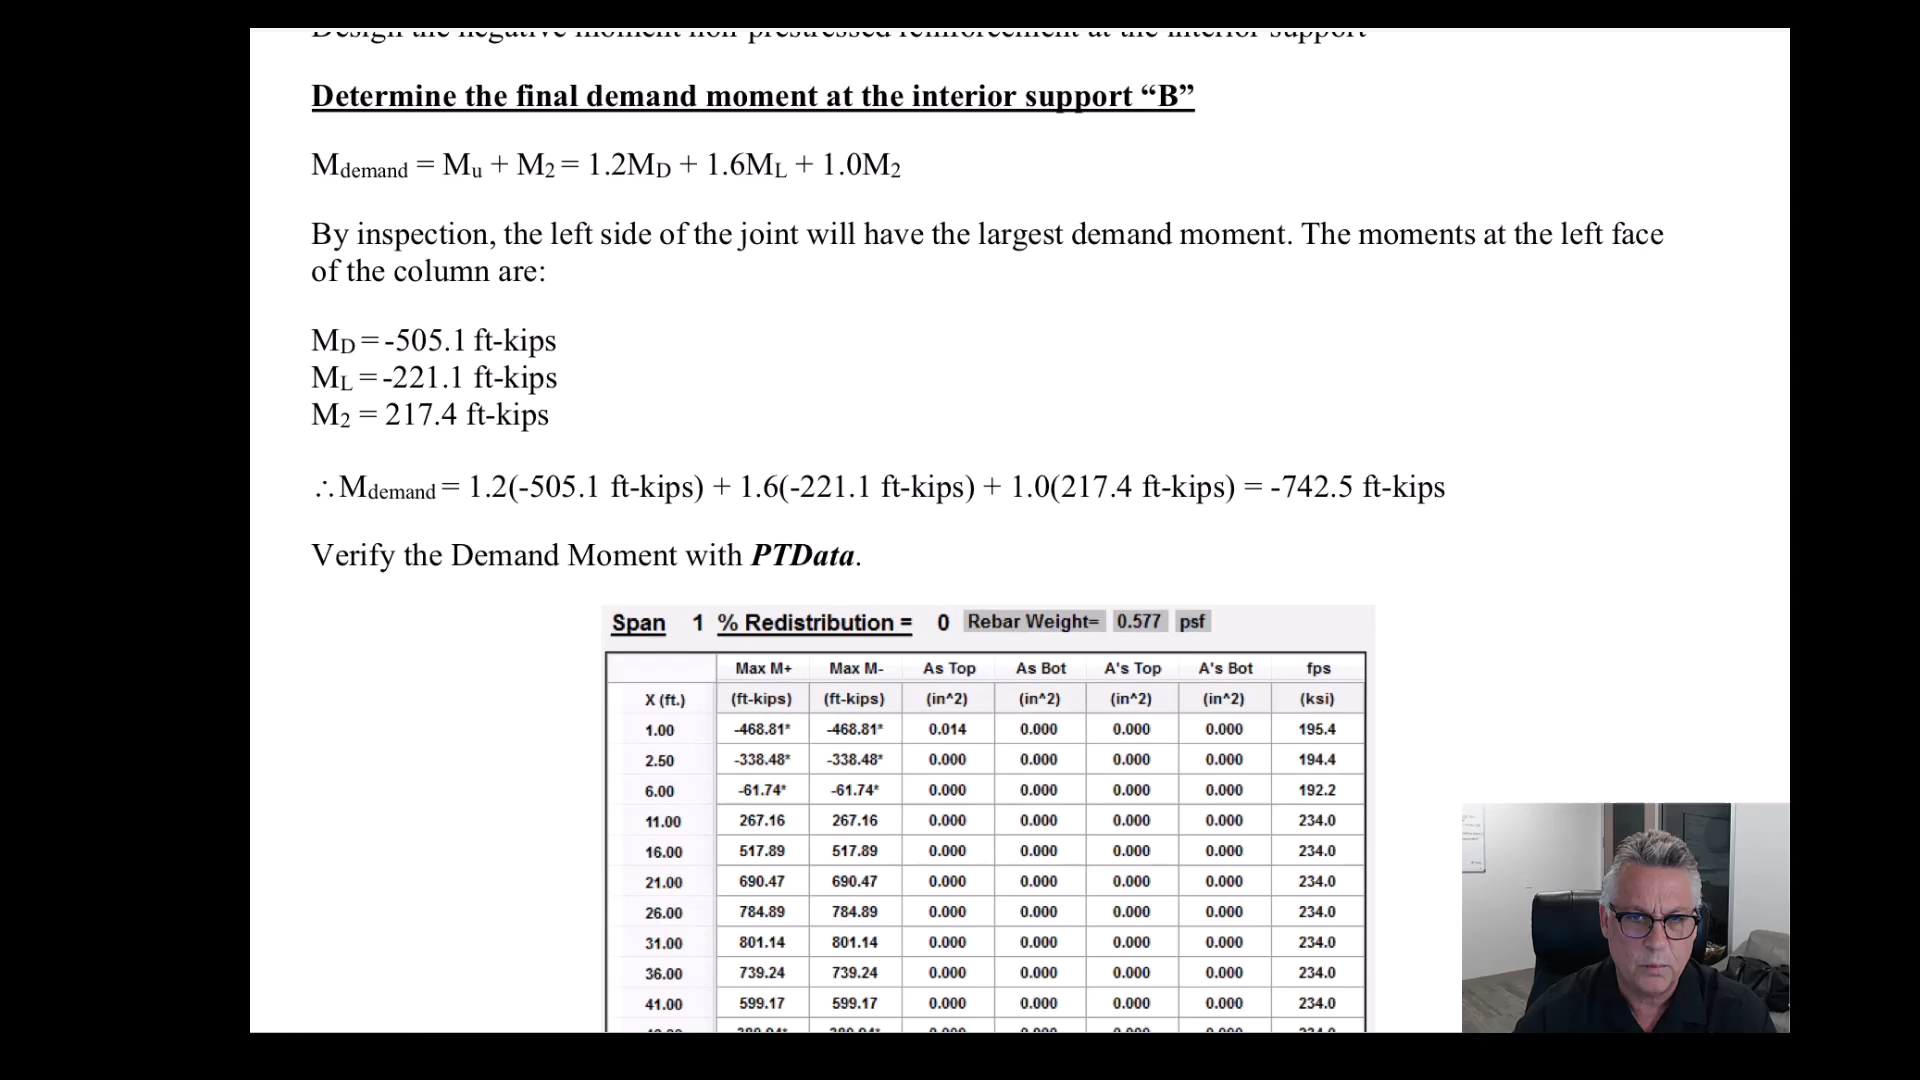 Design the negative moment non-prestressed reinforcement at the interior support
Determine the final demand moment at the interior support “B”
Mdemand = Mu + M2 = 1.2MD + 1.6ML + 1.0M2
By inspection, the left side of the joint will have the largest demand moment. The moments at the left face
of the column are:
MD = -505.1 ft-kips
ML = -221.1 ft-kips
M2 = 217.4 ft-kips
∴ Mdemand = 1.2(-505.1 ft-kips) + 1.6(-221.1 ft-kips) + 1.0(217.4 ft-kips) = -742.5 ft-kips
Verify the Demand Moment with PTData.
Span 1 % Redistribution = 0 Rebar Weight= 0.577 psf
Max M+ Max M- As Top As Bot A's Top A's Bot fps
X (ft.) (ft-kips) (ft-kips) (in^2) (in^2) (in^2) (in^2) (ksi)
1.00 -468.81* -468.81* 0.014 0.000 0.000 0.000 195.4
2.50 -338.48* -338.48* 0.000 0.000 0.000 0.000 194.4
6.00 -61.74* -61.74* 0.000 0.000 0.000 0.000 192.2
11.00 267.16 267.16 0.000 0.000 0.000 0.000 234.0
16.00 517.89 517.89 0.000 0.000 0.000 0.000 234.0
21.00 690.47 690.47 0.000 0.000 0.000 0.000 234.0
26.00 784.89 784.89 0.000 0.000 0.000 0.000 234.0
31.00 801.14 801.14 0.000 0.000 0.000 0.000 234.0
36.00 739.24 739.24 0.000 0.000 0.000 0.000 234.0
41.00 599.17 599.17 0.000 0.000 0.000 0.000 234.0